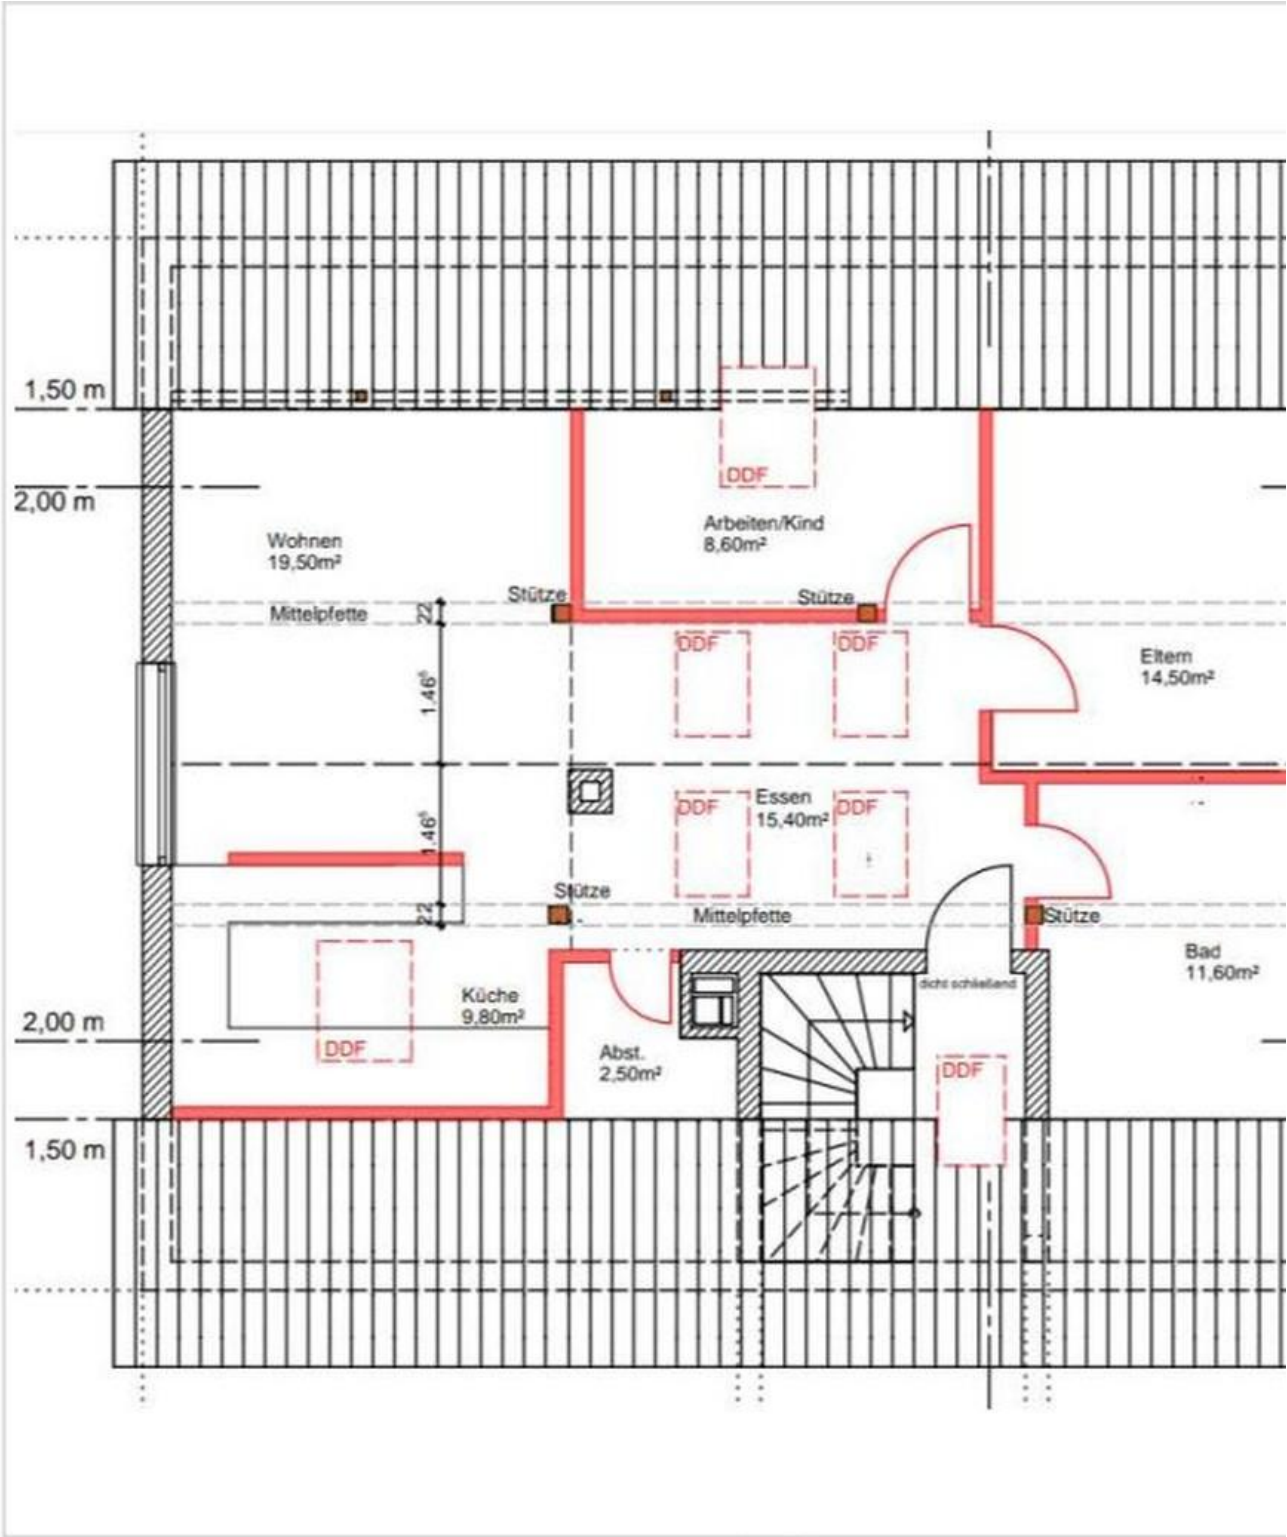 1,50 m
DDF
2,00 m
Arbeiten/Kind
8,60m²
Wohnen
19,50m²
Stütze
Stütze
Mittelpfette
22
DDF
DDF
Eltern
14,50m²
1.46⁵
DDF
Essen
15,40m²
DDF
1.46⁵
Stütze
22
Mittelpfette
Stütze
Bad
11,60m²
dicht schließend
Küche
9,80m²
2,00 m
DDF
Abst.
2,50m²
DDF
1,50 m